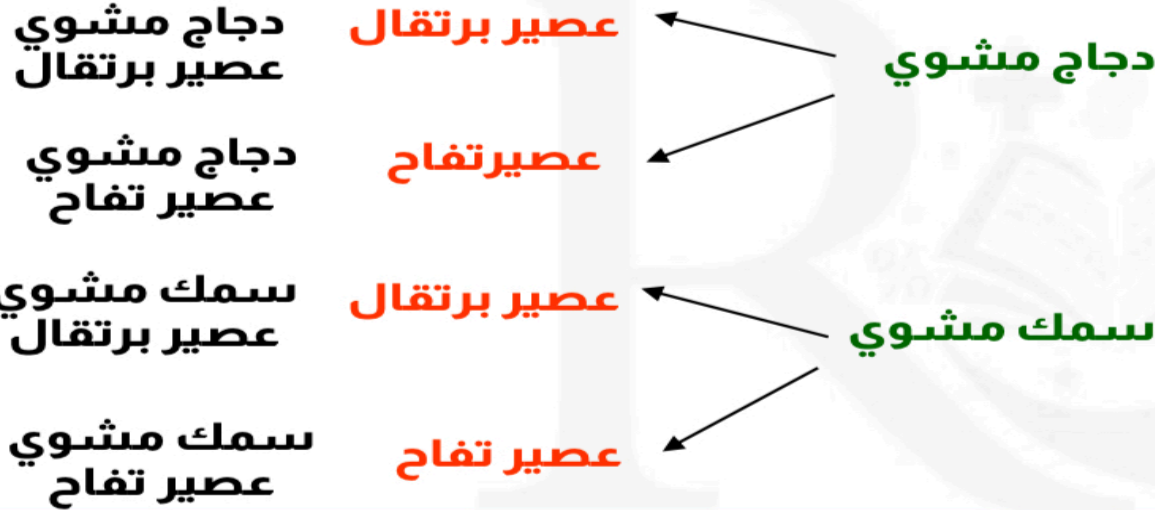 دجاج مشوي
عصير برتقال
دجاج مشوي
عصير برتقال
عصيرتفاح
دجاج مشوي
عصير تفاح
سمك مشوي
عصير برتقال
سمك مشوي
عصير برتقال
عصير تفاح
سمك مشوي
عصير تفاح